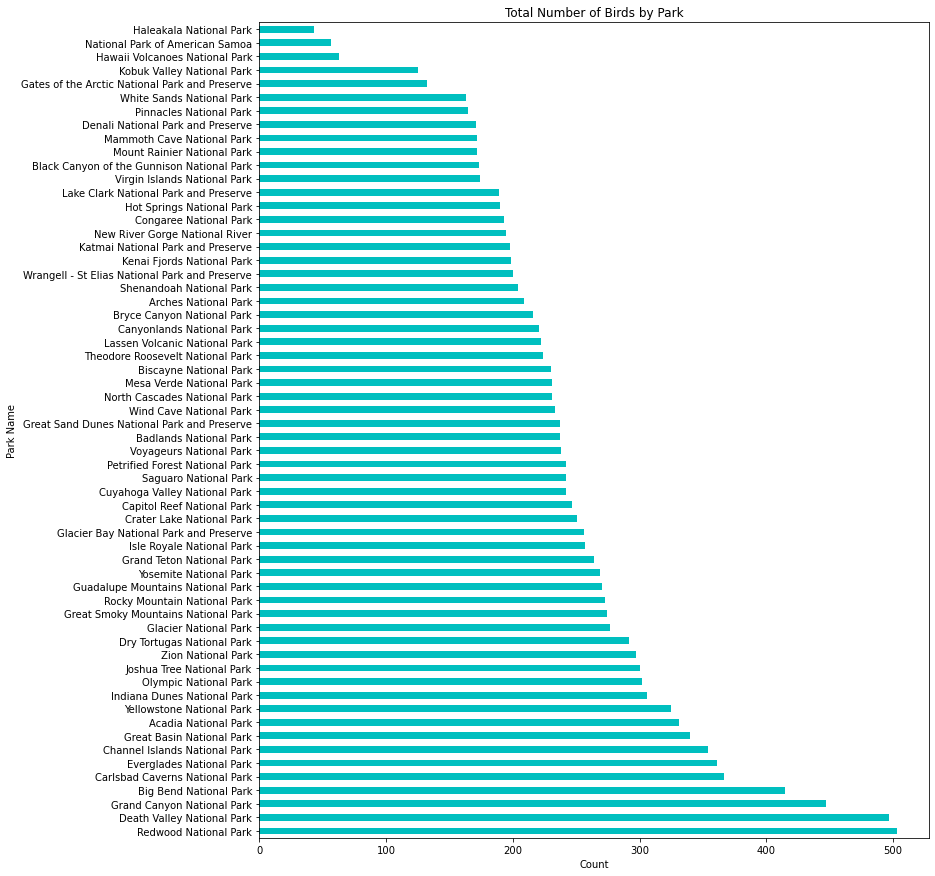 Total Number of Birds by Park
Haleakala National Park
National Park of American Samoa
Hawaii Volcanoes National Park
Kobuk Valley National Park
Gates of the Arctic National Park and Preserve
White Sands National Park
Pinnacles National Park
Denali National Park and Preserve
Mammoth Cave National Park
Mount Rainier National Park
Black Canyon of the Gunnison National Park
Virgin Islands National Park
Lake Clark National Park and Preserve
Hot Springs National Park
Congaree National Park
New River Gorge National River
Katmai National Park and Preserve
Kenai Fjords National Park
Wrangell - St Elias National Park and Preserve
Shenandoah National Park
Arches National Park
Bryce Canyon National Park
Canyonlands National Park
Lassen Volcanic National Park
Theodore Roosevelt National Park
Biscayne National Park
Mesa Verde National Park
North Cascades National Park
Wind Cave National Park
Great Sand Dunes National Park and Preserve
Badlands National Park
Voyageurs National Park
Petrified Forest National Park
Saguaro National Park
Cuyahoga Valley National Park
Capitol Reef National Park
Crater Lake National Park
Glacier Bay National Park and Preserve
Isle Royale National Park
Grand Teton National Park
Yosemite National Park
Guadalupe Mountains National Park
Rocky Mountain National Park
Great Smoky Mountains National Park
Glacier National Park
Dry Tortugas National Park
Zion National Park
Joshua Tree National Park
Olympic National Park
Indiana Dunes National Park
Yellowstone National Park
Acadia National Park
Great Basin National Park
Channel Islands National Park
Everglades National Park
Carlsbad Caverns National Park
Big Bend National Park
Grand Canyon National Park
Death Valley National Park
Redwood National Park
Park Name
0 100 200 300 400 500
Count